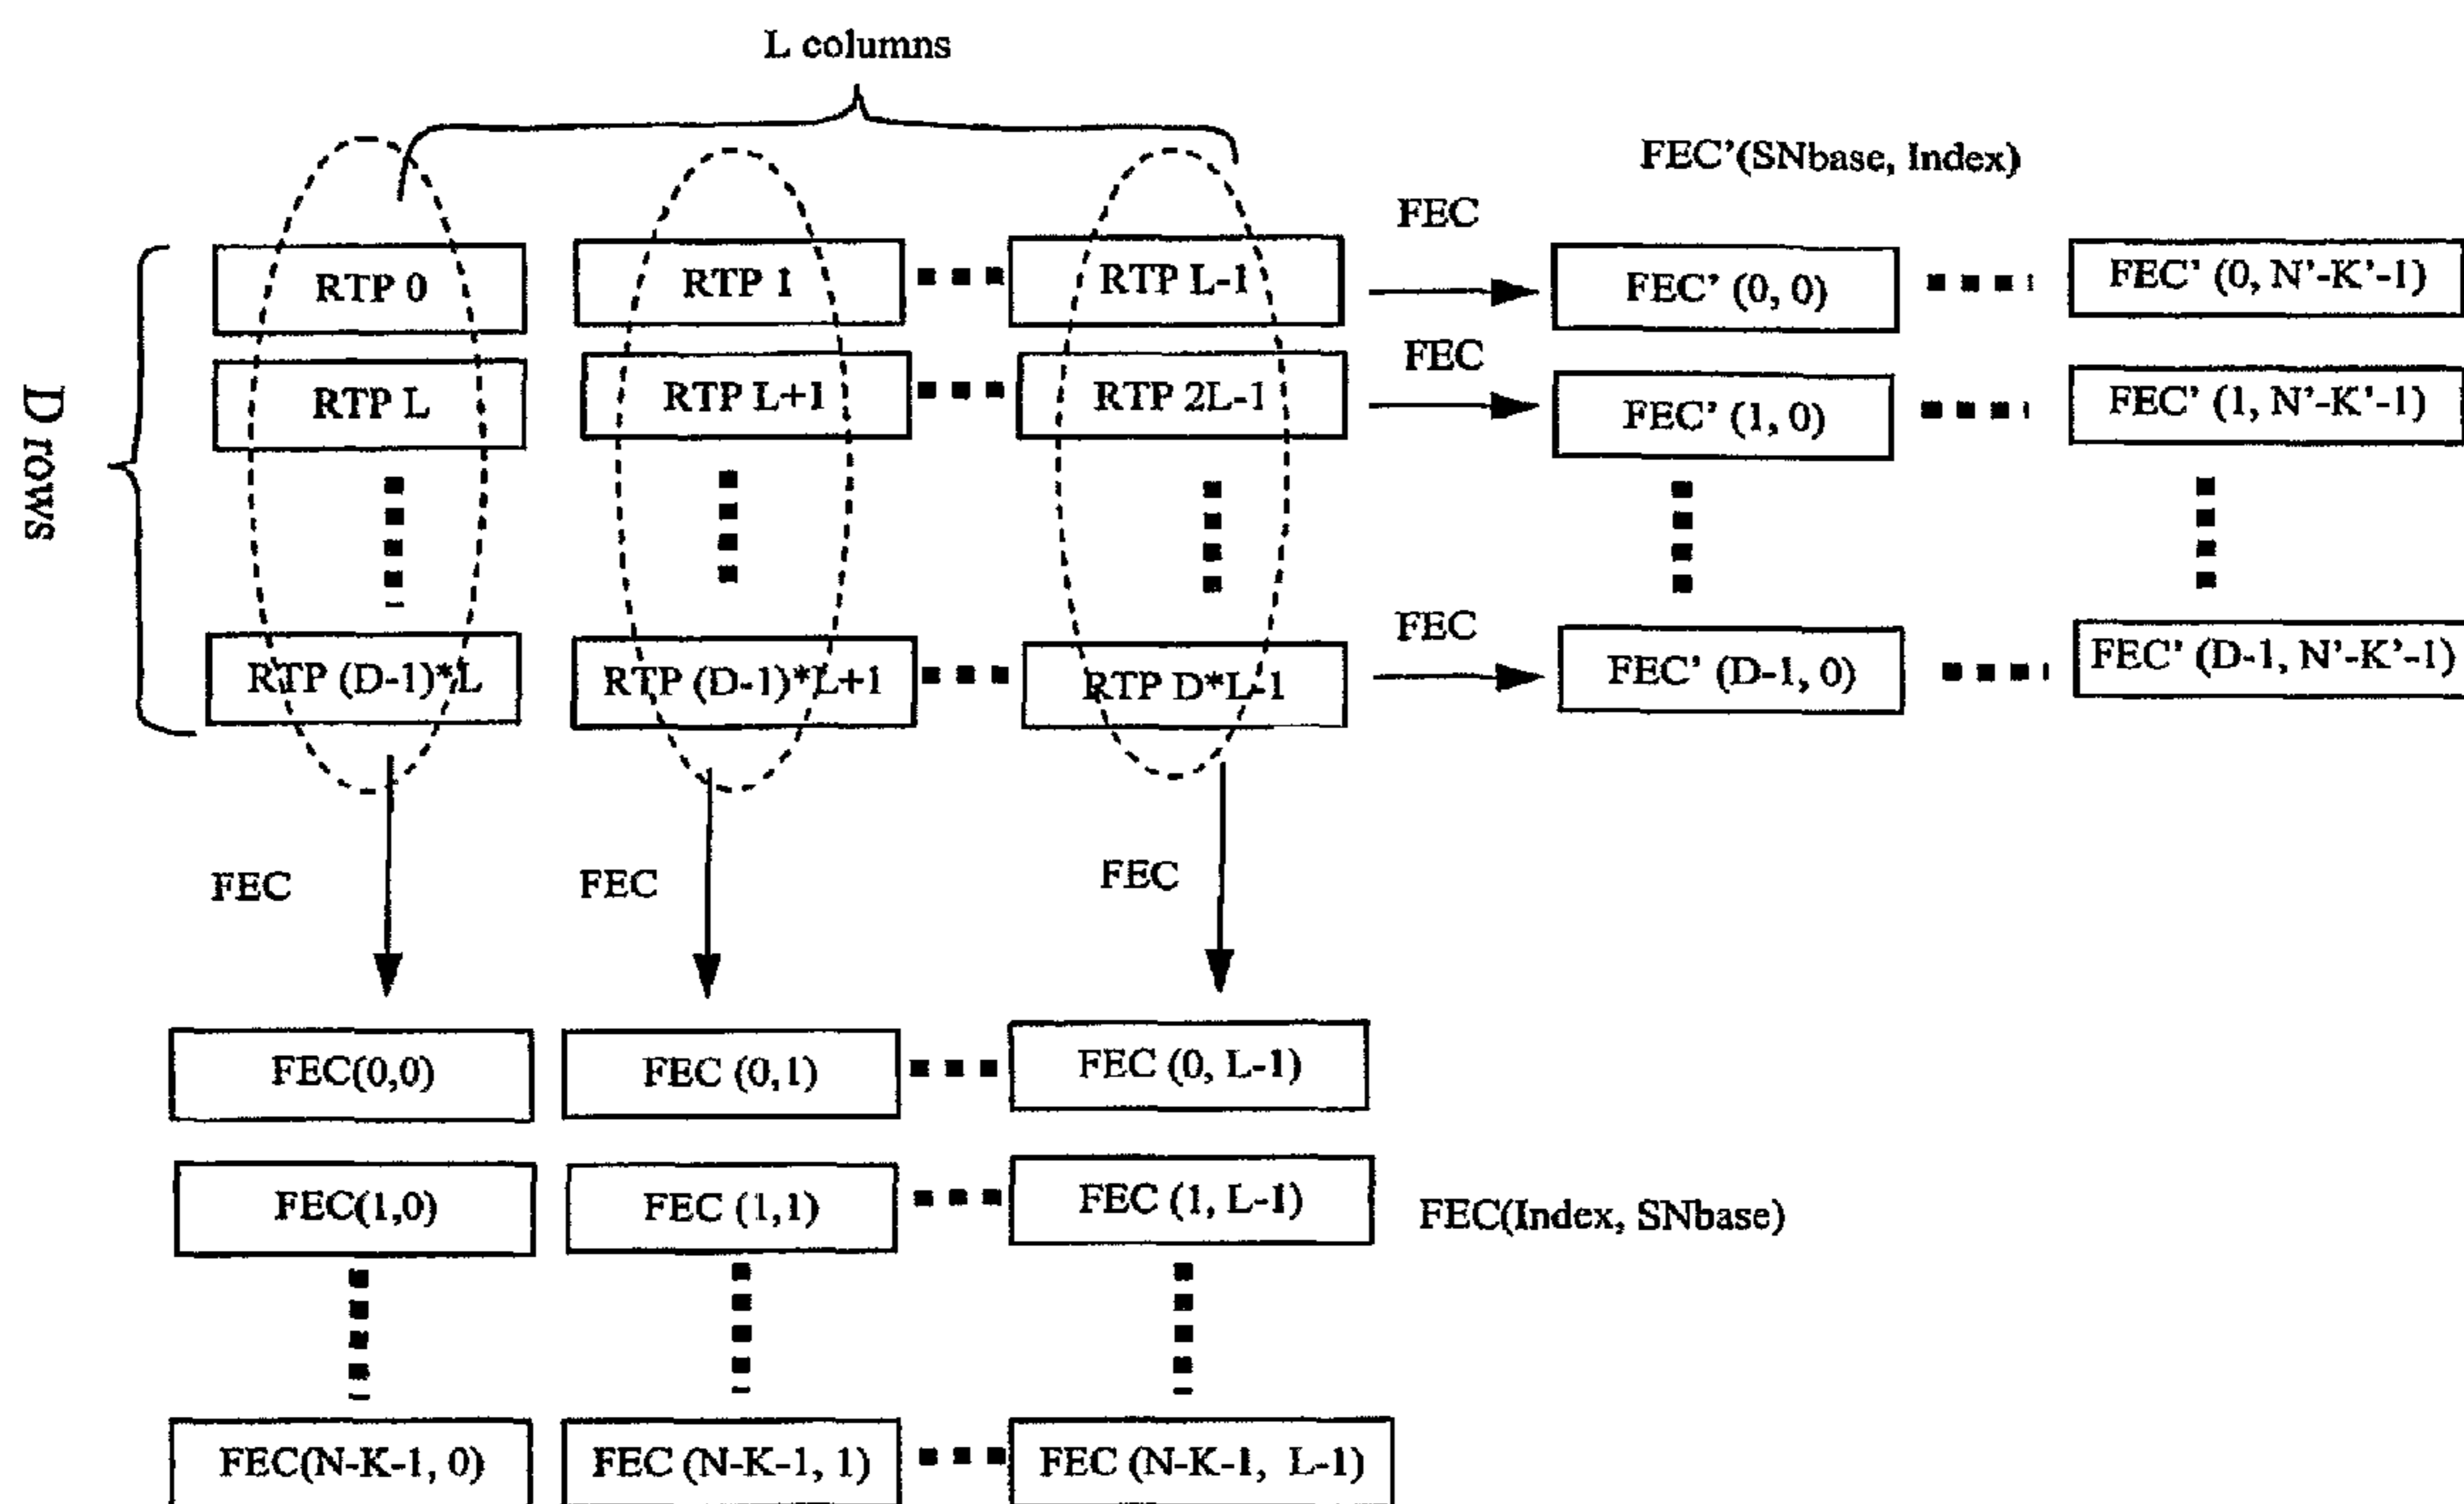 L columns
FEC'(SNbase, Index)
D rows
RTP 0
RTP 1
RTP L-1
FEC
FEC' (0, 0)
FEC' (0, N'-K'-1)
RTP L
RTP L+1
RTP 2L-1
FEC
FEC' (1, 0)
FEC' (1, N'-K'-1)
RTP (D-1)*L
RTP (D-1)*L+1
RTP D*L-1
FEC
FEC' (D-1, 0)
FEC' (D-1, N'-K'-1)
FEC
FEC
FEC
FEC(0,0)
FEC (0,1)
FEC (0, L-1)
FEC(1,0)
FEC (1,1)
FEC (1, L-1)
FEC(Index, SNbase)
FEC(N-K-1, 0)
FEC (N-K-1, 1)
FEC (N-K-1, L-1)